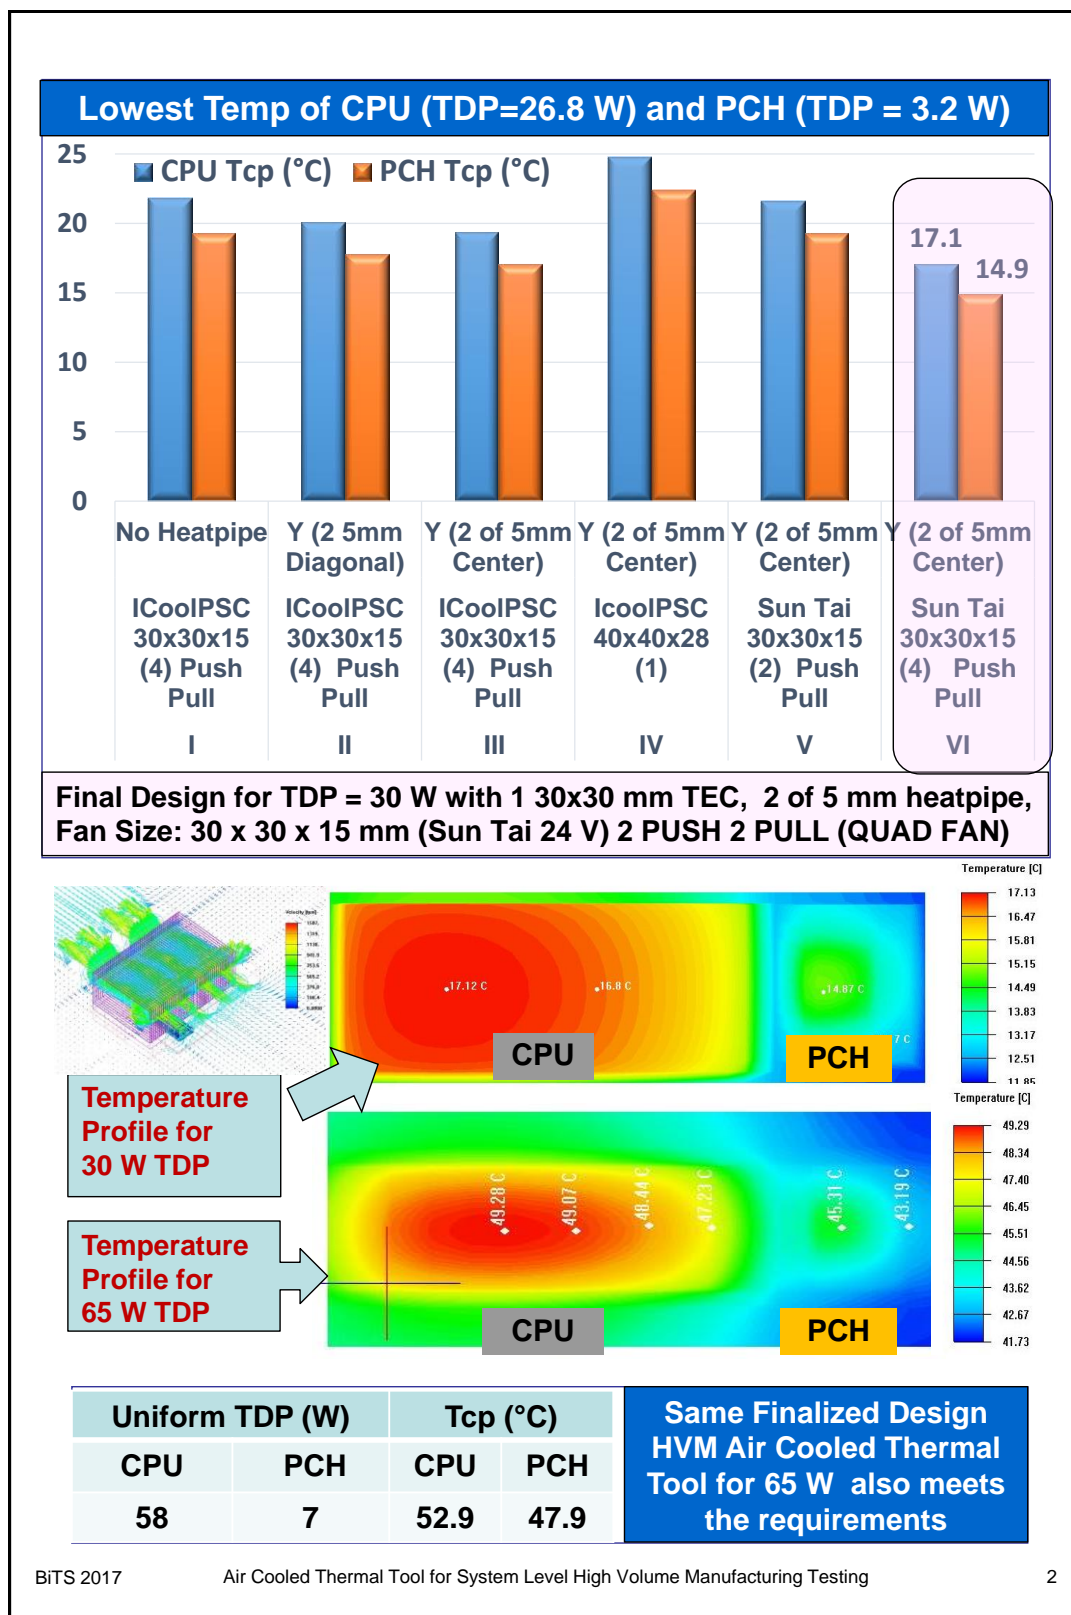 Lowest Temp of CPU (TDP=26.8 W) and PCH (TDP = 3.2 W)
25
20
15
10
5
0
CPU Tcp (°C) PCH Tcp (°C)
17.1
14.9
No Heatpipe
Y (2 5mm
Diagonal)
Y (2 of 5mm
Center)
Y (2 of 5mm
Center)
Y (2 of 5mm
Center)
Y (2 of 5mm
Center)
ICoolPSC
30x30x15
(4) Push
Pull
ICoolPSC
30x30x15
(4) Push
Pull
ICoolPSC
30x30x15
(4) Push
Pull
IcoolPSC
40x40x28
(1)
Sun Tai
30x30x15
(2) Push
Pull
Sun Tai
30x30x15
(4) Push
Pull
I II III IV V VI
Final Design for TDP = 30 W with 1 30x30 mm TEC, 2 of 5 mm heatpipe,
Fan Size: 30 x 30 x 15 mm (Sun Tai 24 V) 2 PUSH 2 PULL (QUAD FAN)
Temperature [C]
17.13
16.47
15.81
15.15
14.49
13.83
13.17
12.51
11.85
17.12 C
16.8 C
14.87 C
7 C
CPU
PCH
Temperature
Profile for
30 W TDP
Temperature [C]
49.29
48.34
47.40
46.45
45.51
44.56
43.62
42.67
41.73
49.28 C
49.07 C
48.44 C
47.23 C
45.31 C
43.19 C
CPU
PCH
Temperature
Profile for
65 W TDP
Uniform TDP (W) Tcp (°C)
CPU PCH CPU PCH
58 7 52.9 47.9
Same Finalized Design
HVM Air Cooled Thermal
Tool for 65 W also meets
the requirements
BiTS 2017 Air Cooled Thermal Tool for System Level High Volume Manufacturing Testing 2